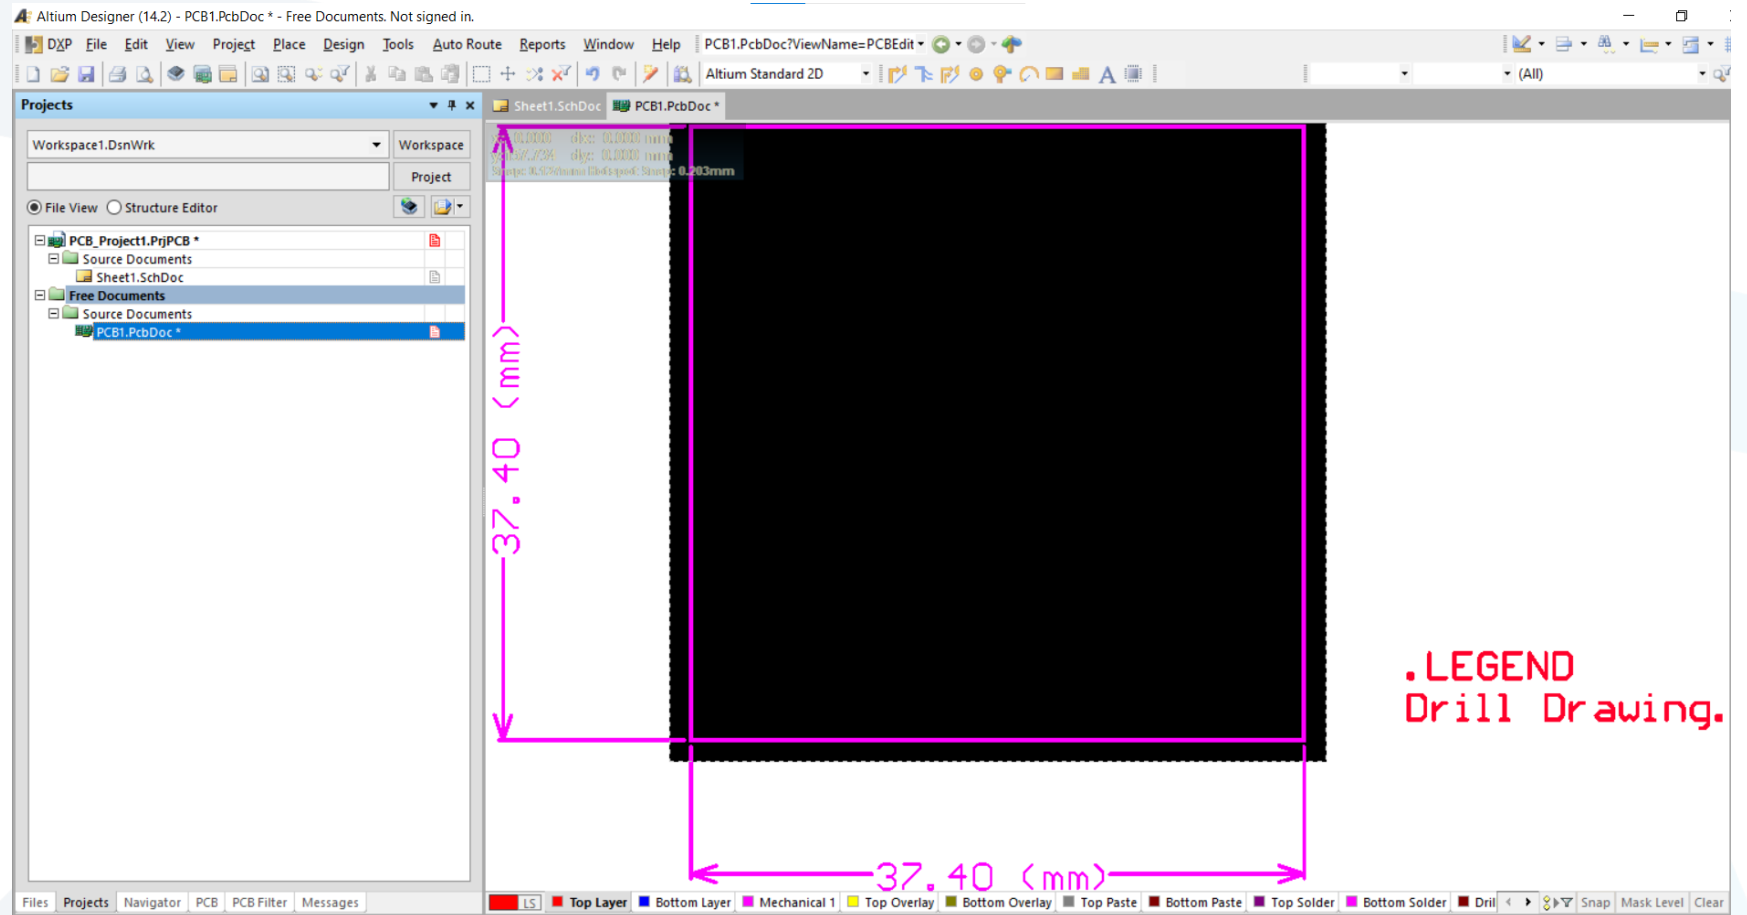 Altium Designer (14.2) - PCB1.PcbDoc * - Free Documents. Not signed in.
DXP File Edit View Project Place Design Tools Auto Route Reports Window Help PCB1.PcbDoc?ViewName=PCBEdit
Altium Standard 2D (All)
Projects
Sheet1.SchDoc PCB1.PcbDoc *
Workspace1.DsnWrk Workspace
Project
File View Structure Editor
PCB_Project1.PrjPCB *
Source Documents
Sheet1.SchDoc
Free Documents
Source Documents
PCB1.PcbDoc *
0.203mm
37.40 (mm)
.LEGEND
Drill Drawing.
37.40 (mm)
Files Projects Navigator PCB PCB Filter Messages
LS Top Layer Bottom Layer Mechanical 1 Top Overlay Bottom Overlay Top Paste Bottom Paste Top Solder Bottom Solder Dril Snap Mask Level Clear